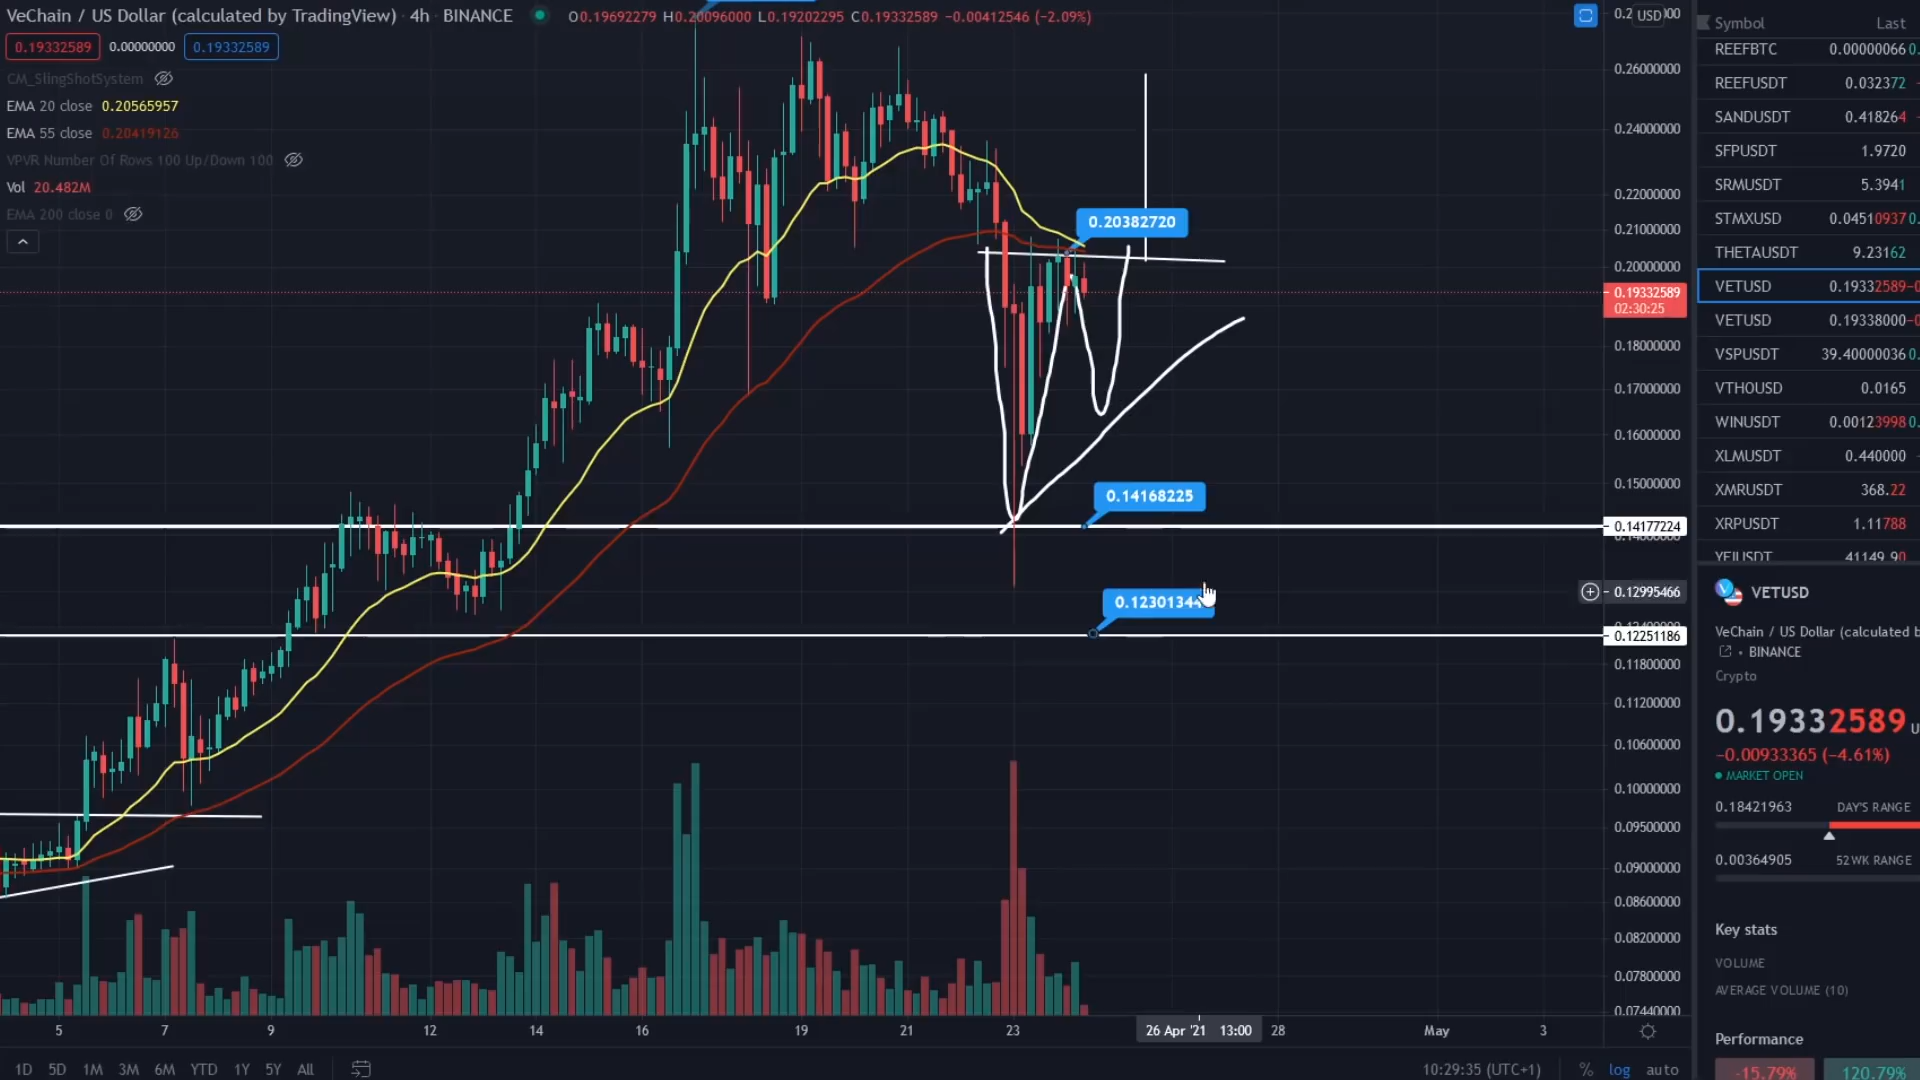 VeChain / US Dollar (calculated by TradingView) · 4h · BINANCE O0.19692279 H0.20096000 L0.19202295 C0.19332589 −0.00412546 (−2.09%)
0.19332589 0.00000000 0.19332589
CM_SlingShotSystem
EMA 20 close 0.20565957
EMA 55 close 0.20419126
VPVR Number Of Rows 100 Up/Down 100
Vol 20.482M
EMA 200 close 0
0.20382720
0.14168225
0.12301344
USD
0.26000000
0.24000000
0.22000000
0.21000000
0.20000000
0.19332589
02:30:25
0.18000000
0.17000000
0.16000000
0.15000000
0.14177224
0.12995466
0.12251186
0.11800000
0.11200000
0.10600000
0.10000000
0.09500000
0.09000000
0.08600000
0.08200000
0.07800000
0.07440000
5 7 9 12 14 16 19 21 23 26 Apr '21 13:00 28 May 3
1D 5D 1M 3M 6M YTD 1Y 5Y All 10:29:35 (UTC+1) % log auto
Symbol Last
REEFBTC 0.00000066 0.
REEFUSDT 0.032372
SANDUSDT 0.418264
SFPUSDT 1.9720
SRMUSDT 5.3941
STMXUSD 0.04510937 0.
THETAUSDT 9.23162
VETUSD 0.19332589 −0
VETUSD 0.19338000 −0
VSPUSDT 39.40000036 0.
VTHOUSD 0.0165
WINUSDT 0.00123998 0.
XLMUSDT 0.440000
XMRUSDT 368.22
XRPUSDT 1.11788
YFIUSDT 41149.90
VETUSD
VeChain / US Dollar (calculated b
• BINANCE
Crypto
0.19332589 U
−0.00933365 (−4.61%)
MARKET OPEN
0.18421963 DAY'S RANGE
0.00364905 52WK RANGE
Key stats
VOLUME
AVERAGE VOLUME (10)
Performance
-15.79% 120.79%